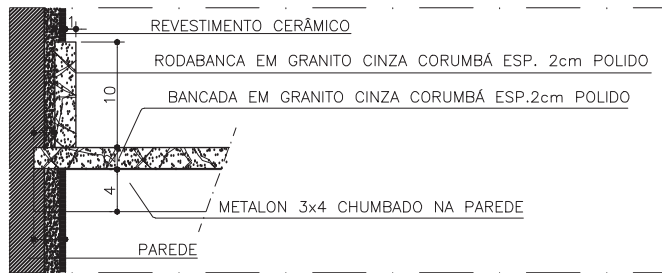 1
REVESTIMENTO CERÂMICO
RODABANCA EM GRANITO CINZA CORUMBÁ ESP. 2cm POLIDO
10
BANCADA EM GRANITO CINZA CORUMBÁ ESP.2cm POLIDO
4
METALON 3x4 CHUMBADO NA PAREDE
PAREDE